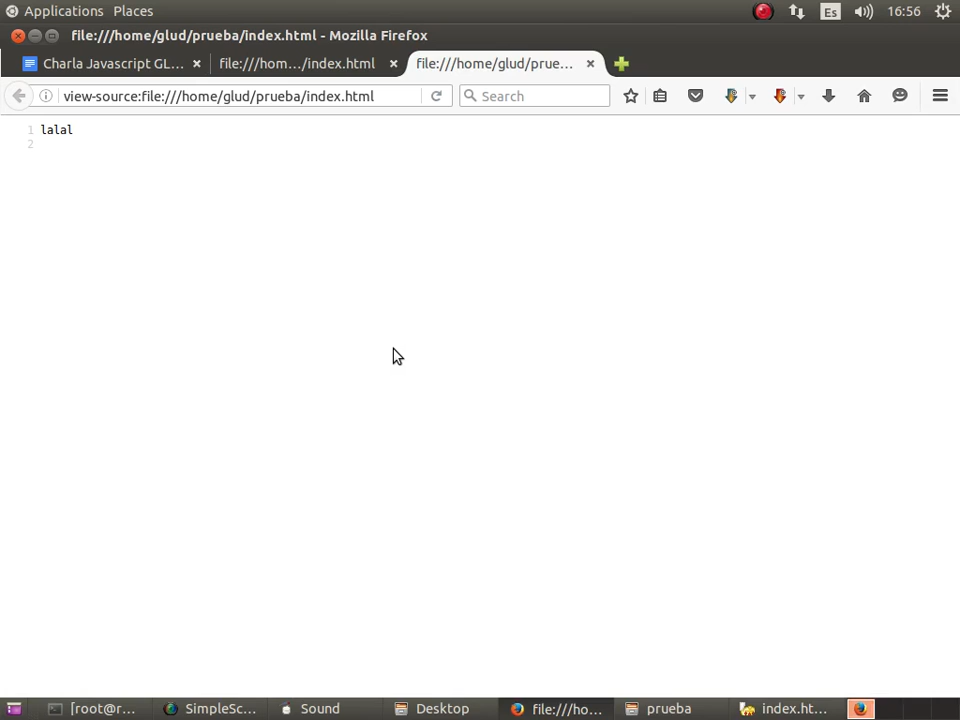 Applications Places Es 16:56
file:///home/glud/prueba/index.html - Mozilla Firefox
Charla Javascript GL... file:///hom.../index.html file:///home/glud/prue...
view-source:file:///home/glud/prueba/index.html Search
1 lalal
2
[root@r... SimpleSc... Sound Desktop file:///ho... prueba index.ht...